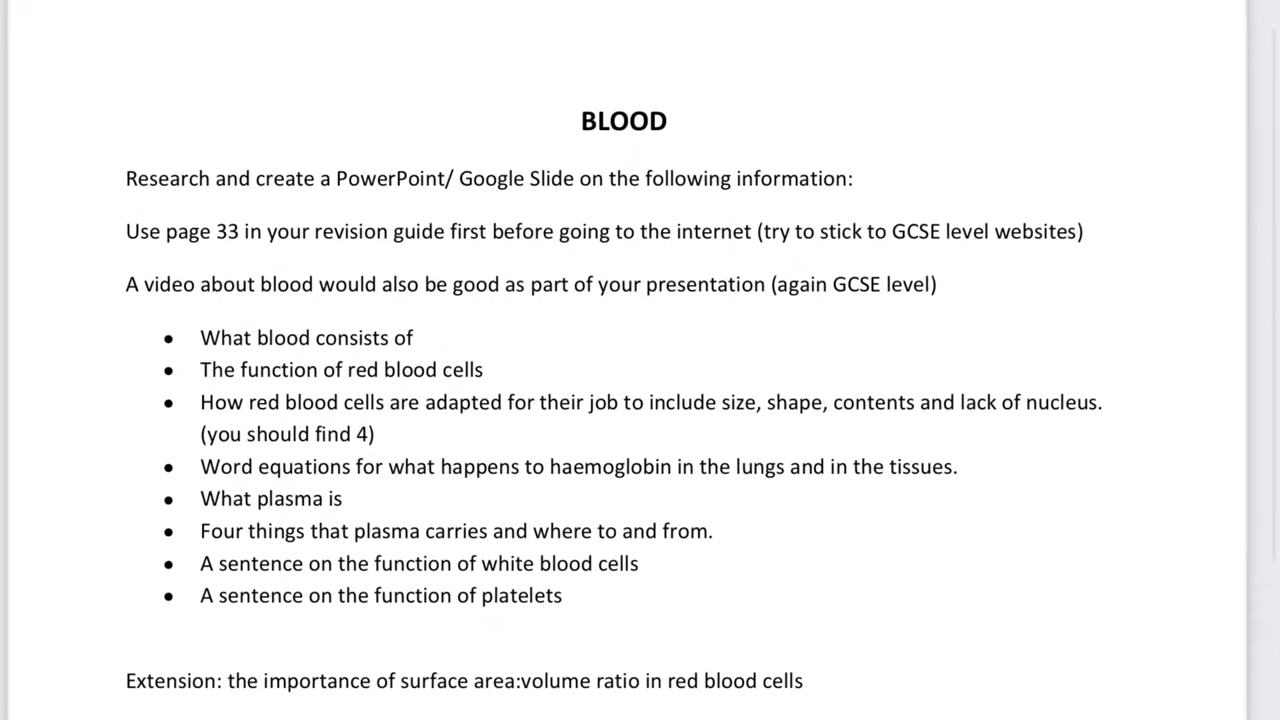 BLOOD
Research and create a PowerPoint/ Google Slide on the following information:
Use page 33 in your revision guide first before going to the internet (try to stick to GCSE level websites)
A video about blood would also be good as part of your presentation (again GCSE level)
• What blood consists of
• The function of red blood cells
• How red blood cells are adapted for their job to include size, shape, contents and lack of nucleus.
(you should find 4)
• Word equations for what happens to haemoglobin in the lungs and in the tissues.
• What plasma is
• Four things that plasma carries and where to and from.
• A sentence on the function of white blood cells
• A sentence on the function of platelets
Extension: the importance of surface area:volume ratio in red blood cells